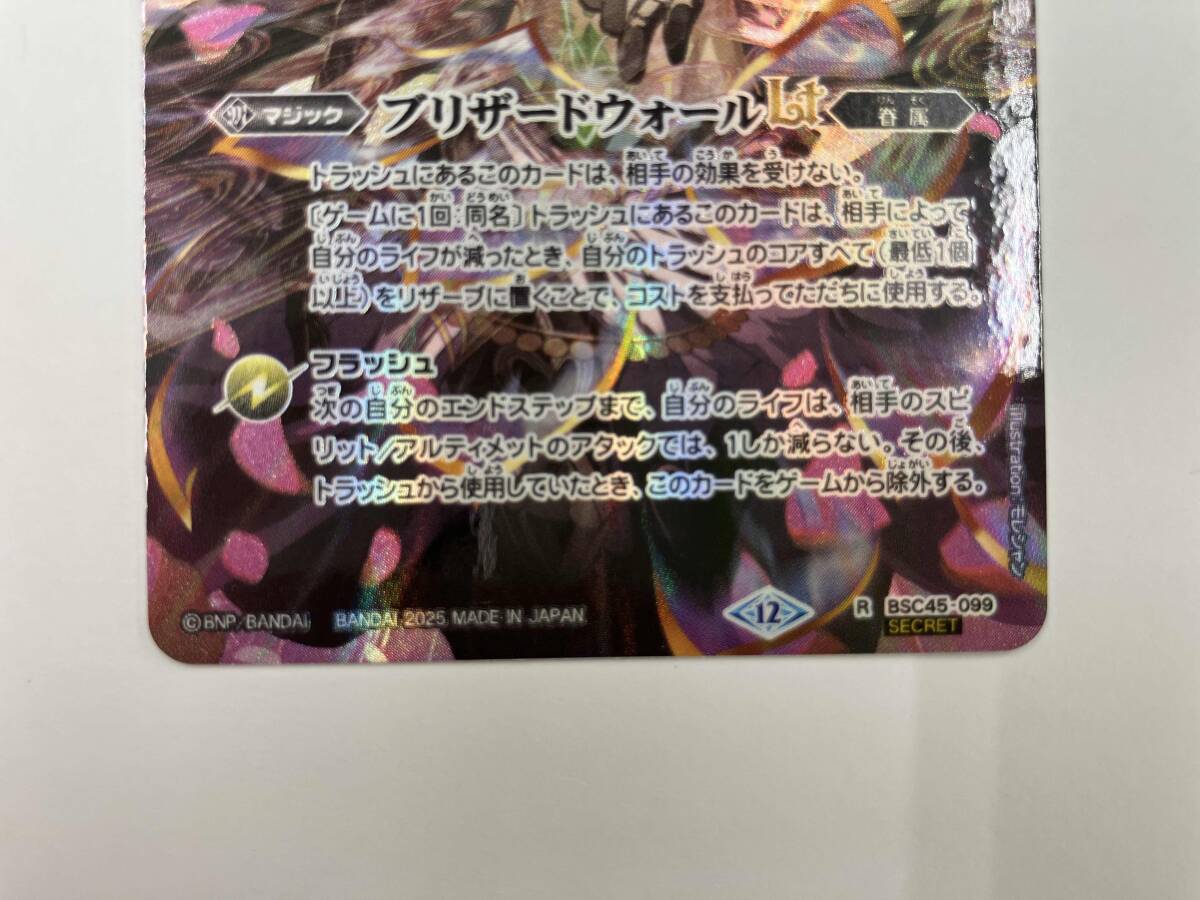 マジック ブリザードウォールLt 眷属
トラッシュにあるこのカードは、相手の効果を受けない。
〔ゲームに1回:同名〕トラッシュにあるこのカードは、相手によって
自分のライフが減ったとき、自分のトラッシュのコアすべて(最低1個
以上)をリザーブに置くことで、コストを支払ってただちに使用する。
フラッシュ
次の自分のエンドステップまで、自分のライフは、相手のスピ
リット/アルティメットのアタックでは、1しか減らない。その後、
トラッシュから使用していたとき、このカードをゲームから除外する。
illustration:モレシャン
©BNP/BANDAI BANDAI 2025 MADE IN JAPAN
12
R BSC45-099
SECRET